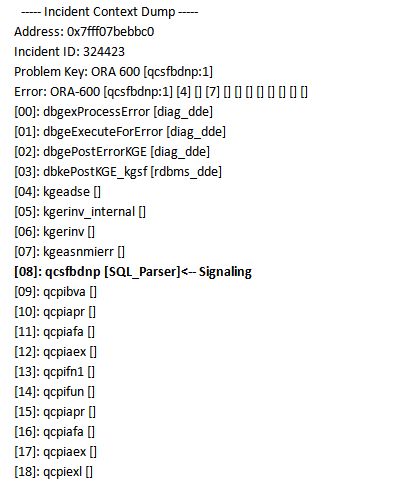 ----- Incident Context Dump -----
Address: 0x7fff07bebbc0
Incident ID: 324423
Problem Key: ORA 600 [qcsfbdnp:1]
Error: ORA-600 [qcsfbdnp:1] [4] [] [7] [] [] [] [] [] [] [] []
[00]: dbgexProcessError [diag_dde]
[01]: dbgeExecuteForError [diag_dde]
[02]: dbgePostErrorKGE [diag_dde]
[03]: dbkePostKGE_kgsf [rdbms_dde]
[04]: kgeadse []
[05]: kgerinv_internal []
[06]: kgerinv []
[07]: kgeasnmierr []
[08]: qcsfbdnp [SQL_Parser]<-- Signaling
[09]: qcpibva []
[10]: qcpiapr []
[11]: qcpiafa []
[12]: qcpiaex []
[13]: qcpifn1 []
[14]: qcpifun []
[15]: qcpiapr []
[16]: qcpiafa []
[17]: qcpiaex []
[18]: qcpiexl []